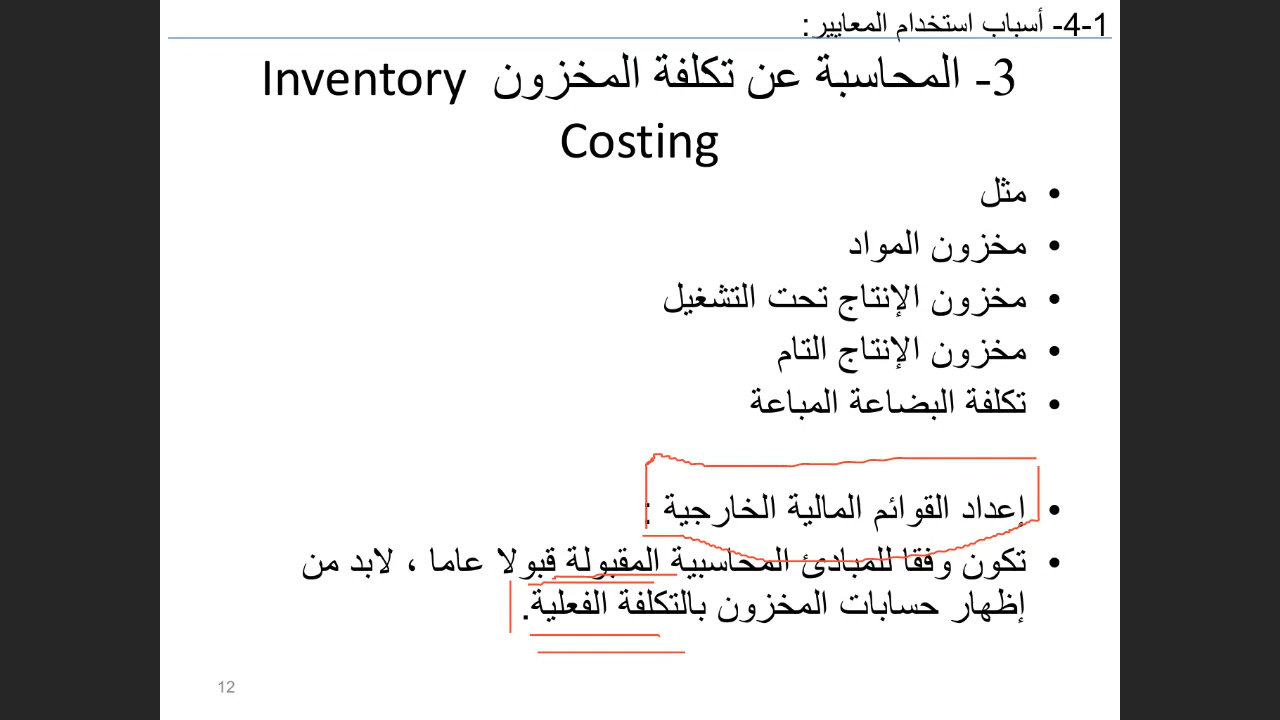 1-4- أسباب استخدام المعايير:
3- المحاسبة عن تكلفة المخزون Inventory
Costing
• مثل
• مخزون المواد
• مخزون الإنتاج تحت التشغيل
• مخزون الإنتاج التام
• تكلفة البضاعة المباعة
• إعداد القوائم المالية الخارجية :
• تكون وفقا للمبادئ المحاسبية المقبولة قبولا عاما ، لابد من
إظهار حسابات المخزون بالتكلفة الفعلية.
12